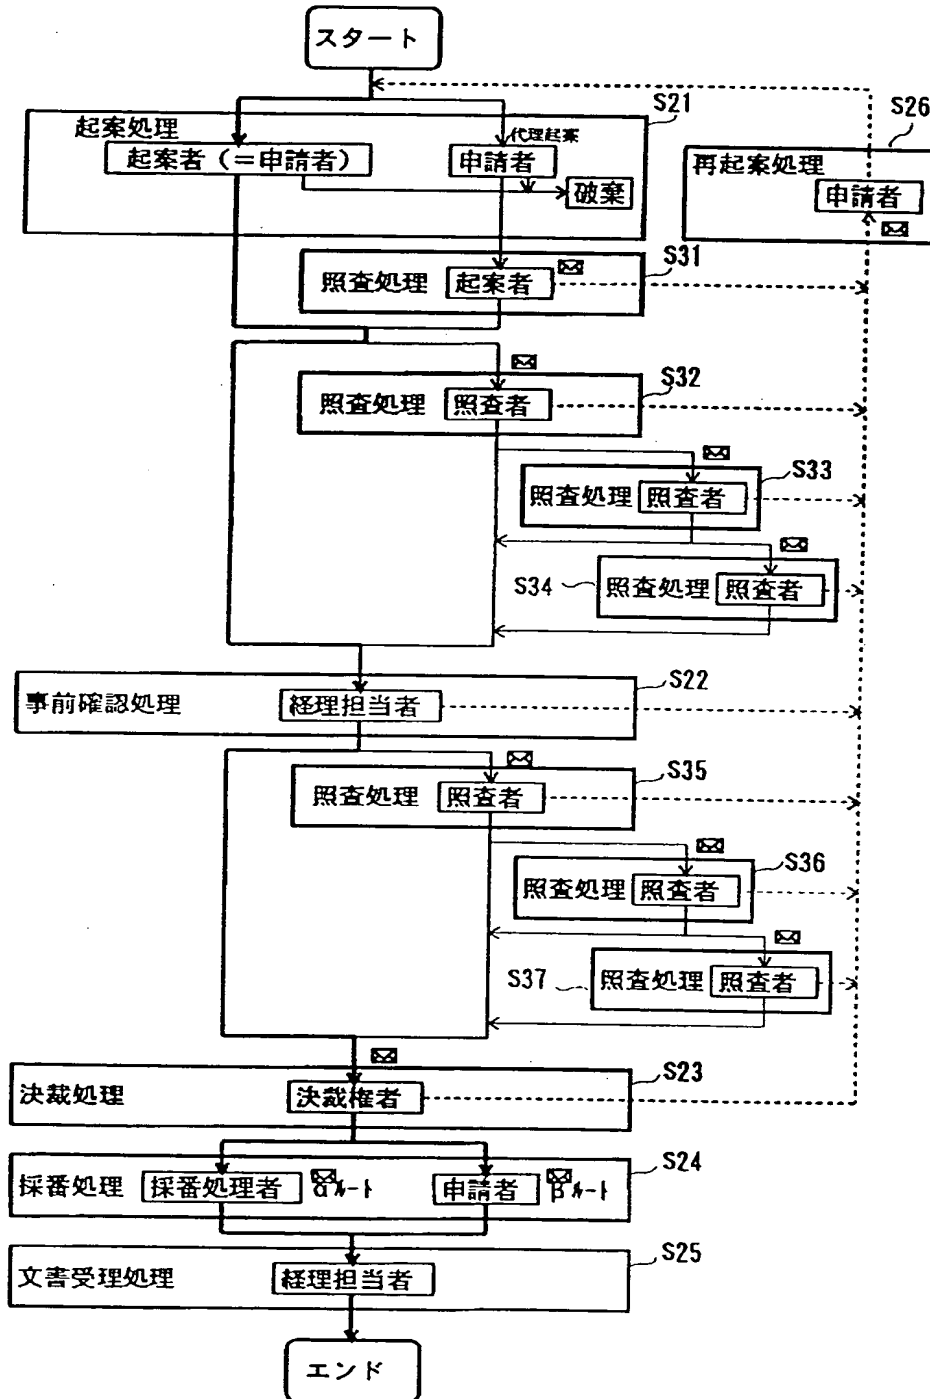 スタート
S21
S26
起案処理
代理起案
起案者(=申請者)
申請者
破棄
再起案処理
申請者
S31
照査処理
起案者
S32
照査処理
照査者
S33
照査処理
照査者
S34
照査処理
照査者
S22
事前確認処理
経理担当者
S35
照査処理
照査者
S36
照査処理
照査者
S37
照査処理
照査者
S23
決裁処理
決裁権者
S24
採番処理
採番処理者
αルート
申請者
βルート
S25
文書受理処理
経理担当者
エンド